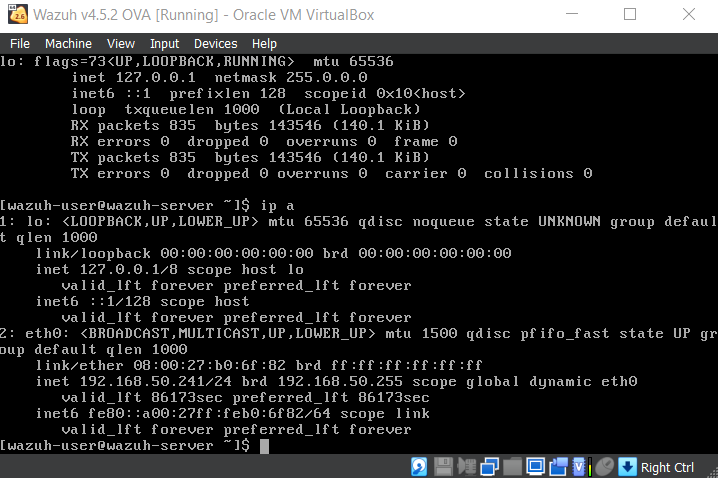 Wazuh v4.5.2 OVA [Running] - Oracle VM VirtualBox
File Machine View Input Devices Help
lo: flags=73<UP,LOOPBACK,RUNNING>  mtu 65536
        inet 127.0.0.1  netmask 255.0.0.0
        inet6 ::1  prefixlen 128  scopeid 0x10<host>
        loop  txqueuelen 1000  (Local Loopback)
        RX packets 835  bytes 143546 (140.1 KiB)
        RX errors 0  dropped 0  overruns 0  frame 0
        TX packets 835  bytes 143546 (140.1 KiB)
        TX errors 0  dropped 0 overruns 0  carrier 0  collisions 0
[wazuh-user@wazuh-server ~]$ ip a
1: lo: <LOOPBACK,UP,LOWER_UP> mtu 65536 qdisc noqueue state UNKNOWN group defaul
t qlen 1000
    link/loopback 00:00:00:00:00:00 brd 00:00:00:00:00:00
    inet 127.0.0.1/8 scope host lo
       valid_lft forever preferred_lft forever
    inet6 ::1/128 scope host
       valid_lft forever preferred_lft forever
2: eth0: <BROADCAST,MULTICAST,UP,LOWER_UP> mtu 1500 qdisc pfifo_fast state UP gr
oup default qlen 1000
    link/ether 08:00:27:b0:6f:82 brd ff:ff:ff:ff:ff:ff
    inet 192.168.50.241/24 brd 192.168.50.255 scope global dynamic eth0
       valid_lft 86173sec preferred_lft 86173sec
    inet6 fe80::a00:27ff:feb0:6f82/64 scope link
       valid_lft forever preferred_lft forever
[wazuh-user@wazuh-server ~]$
Right Ctrl